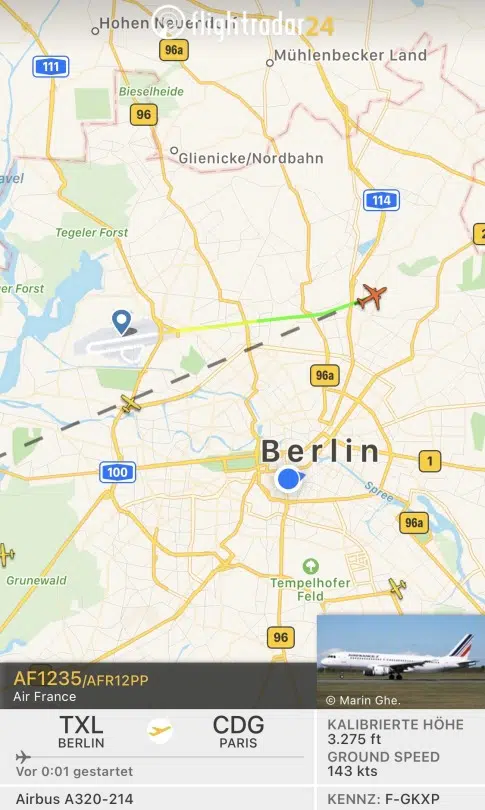 Hohen Neuendorf
flightradar24
96a
Mühlenbecker Land
111
Bieselheide
96
Glienicke/Nordbahn
avel
114
Tegeler Forst
2
er Forst
96a
Berlin
1
100
Spree
96a
Grunewald
Tempelhofer
Feld
96
AF1235/AFR12PP
Air France
© Marin Ghe.
TXL
BERLIN
CDG
PARIS
Vor 0:01 gestartet
KALIBRIERTE HÖHE
3.275 ft
GROUND SPEED
143 kts
Airbus A320-214
KENNZ: F-GKXP